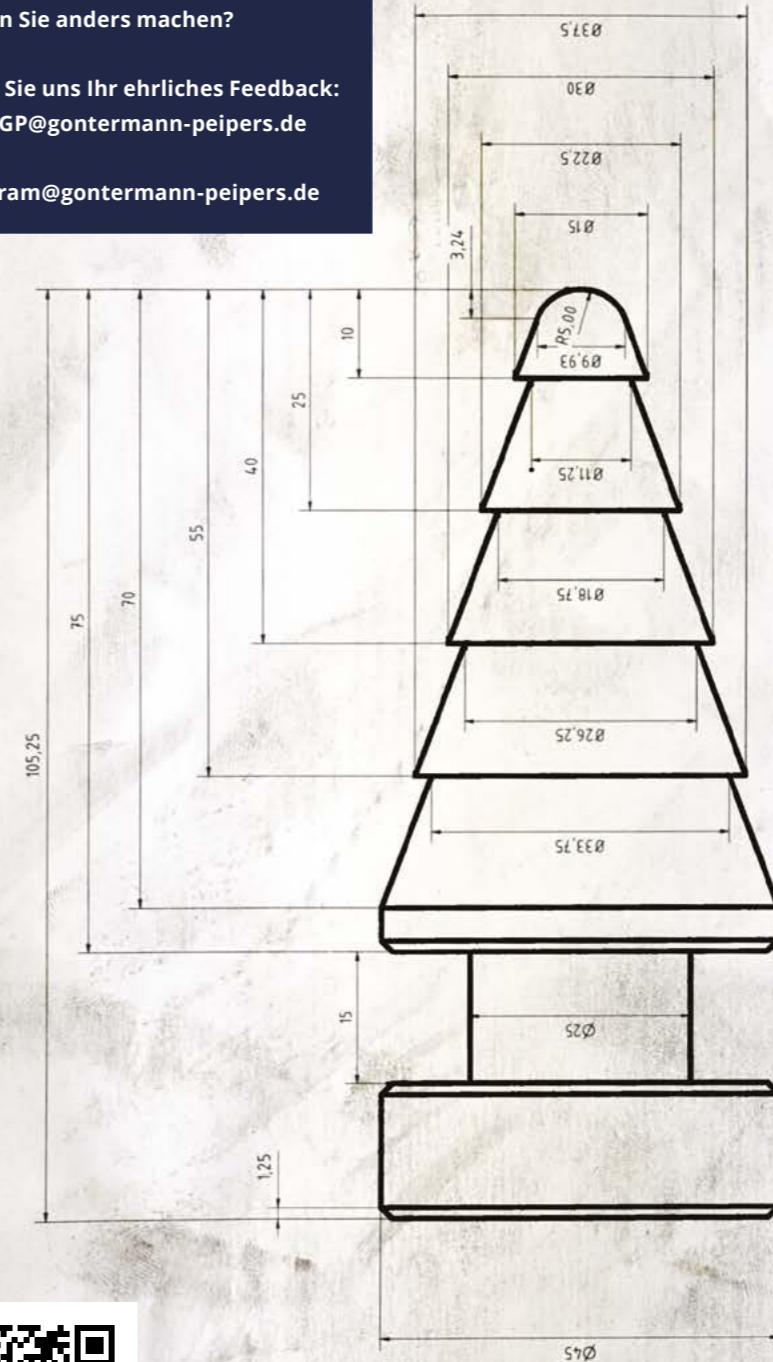 n Sie anders machen?
Sie uns Ihr ehrliches Feedback:
GP@gontermann-peipers.de
ram@gontermann-peipers.de
Ø37,5
Ø30
Ø22,5
Ø15
3,24
R5,00
10
Ø9,93
25
40
Ø11,25
55
70
Ø18,75
75
Ø26,25
105,25
Ø33,75
15
Ø25
1,25
Ø45